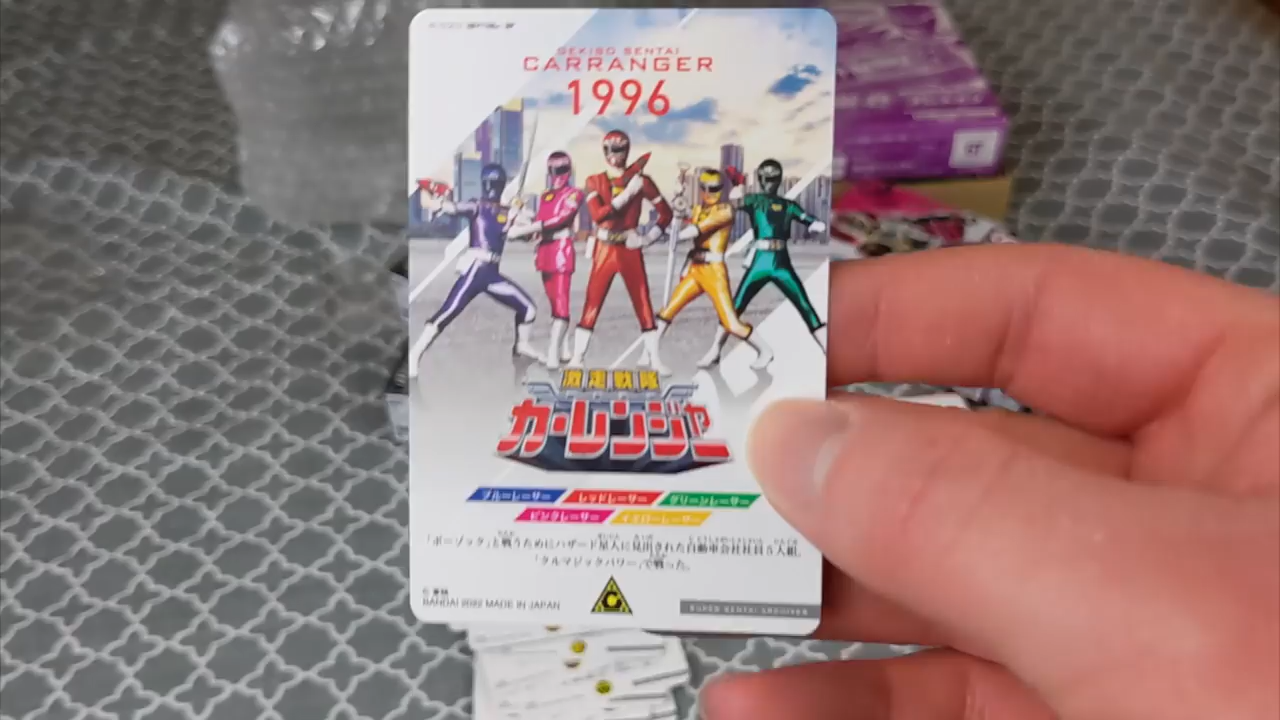 GEKISO SENTAI
CARRANGER
1996
激走戦隊
カーレンジャー
ブルーレーサー レッドレーサー グリーンレーサー
ピンクレーサー イエローレーサー
「ボーゾック」と戦うためにハザード星人に見出された自動車会社社員5人組。
「クルマジックパワー」で戦った。
BANDAI 2022 MADE IN JAPAN
SUPER SENTAI ARCHIVES